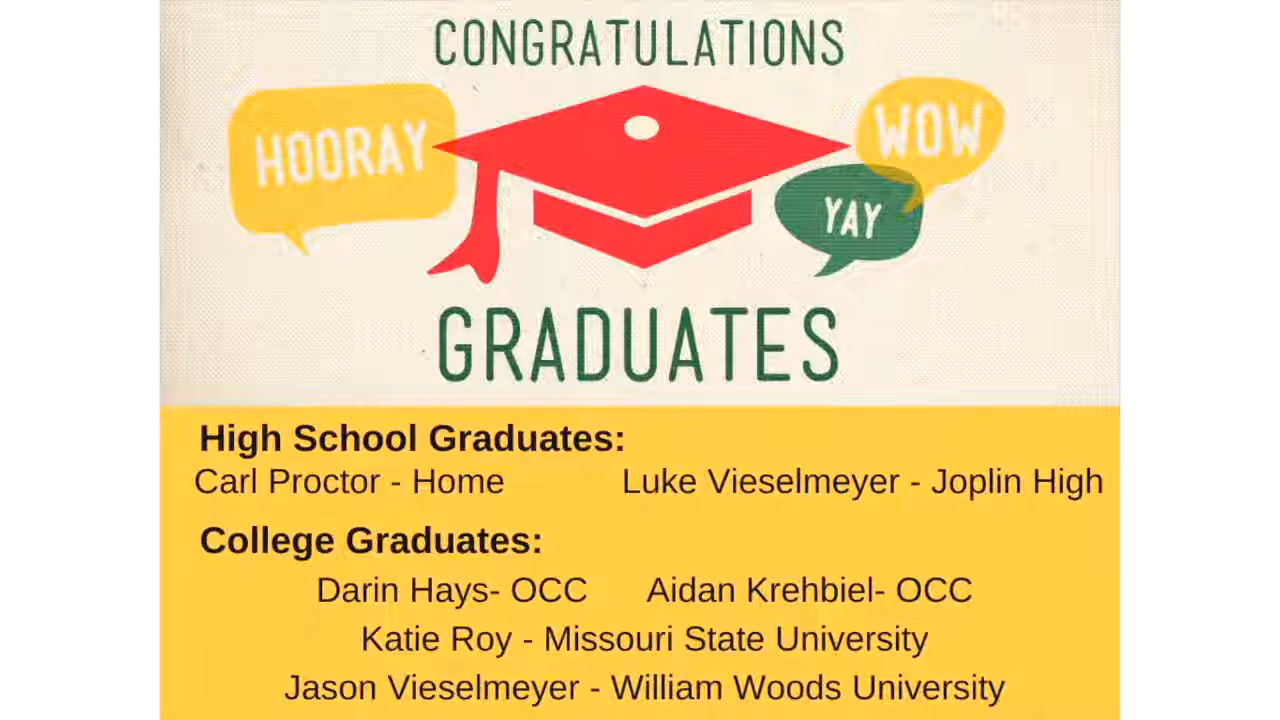 CONGRATULATIONS
HOORAY
WOW
YAY
GRADUATES
High School Graduates:
Carl Proctor - Home Luke Vieselmeyer - Joplin High
College Graduates:
Darin Hays- OCC Aidan Krehbiel- OCC
Katie Roy - Missouri State University
Jason Vieselmeyer - William Woods University